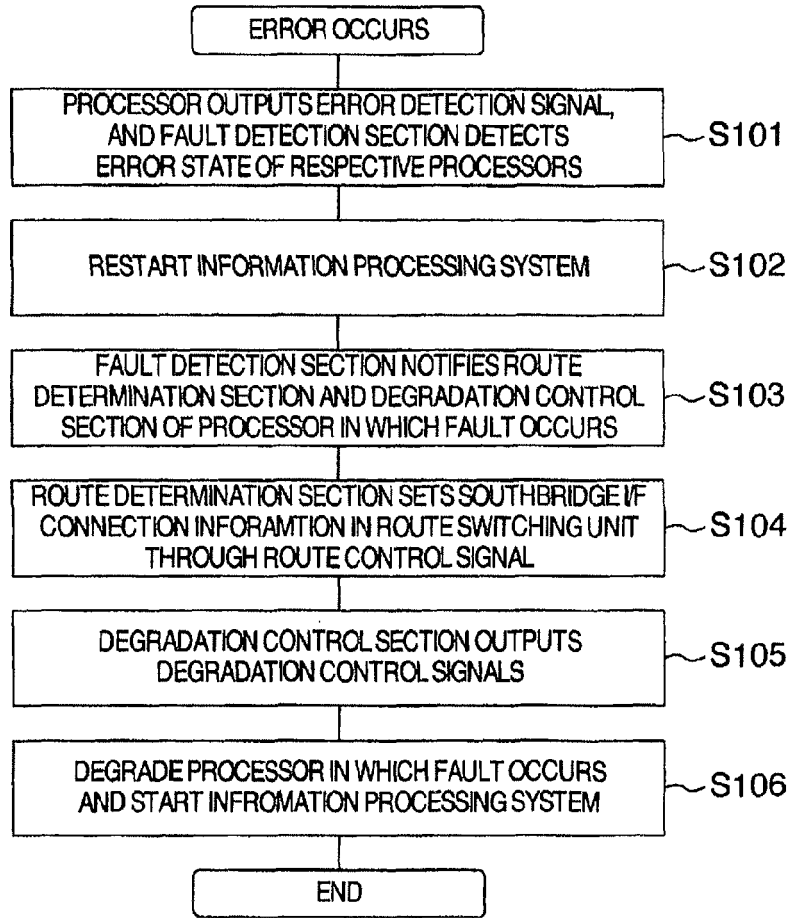 ERROR OCCURS
PROCESSOR OUTPUTS ERROR DETECTION SIGNAL,
AND FAULT DETECTION SECTION DETECTS
ERROR STATE OF RESPECTIVE PROCESSORS
S101
RESTART INFORMATION PROCESSING SYSTEM
S102
FAULT DETECTION SECTION NOTIFIES ROUTE
DETERMINATION SECTION AND DEGRADATION CONTROL
SECTION OF PROCESSOR IN WHICH FAULT OCCURS
S103
ROUTE DETERMINATION SECTION SETS SOUTHBRIDGE I/F
CONNECTION INFORAMTION IN ROUTE SWITCHING UNIT
THROUGH ROUTE CONTROL SIGNAL
S104
DEGRADATION CONTROL SECTION OUTPUTS
DEGRADATION CONTROL SIGNALS
S105
DEGRADE PROCESSOR IN WHICH FAULT OCCURS
AND START INFROMATION PROCESSING SYSTEM
S106
END